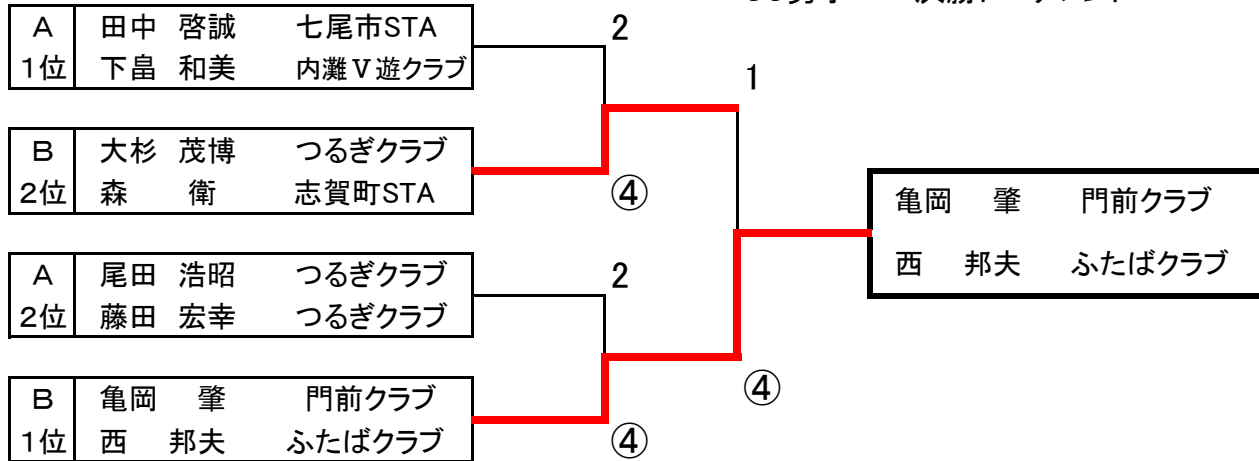 A 田中 啓誠 七尾市STA
1位 下畠 和美 内灘V遊クラブ
2
1
B 大杉 茂博 つるぎクラブ
2位 森 衛 志賀町STA
④
亀岡 肇 門前クラブ
西 邦夫 ふたばクラブ
A 尾田 浩昭 つるぎクラブ
2位 藤田 宏幸 つるぎクラブ
2
④
B 亀岡 肇 門前クラブ
1位 西 邦夫 ふたばクラブ
④